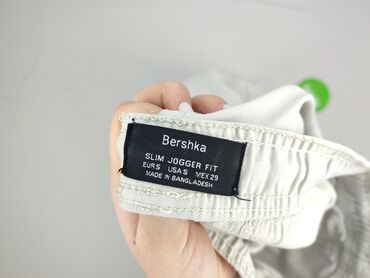 Bershka
SLIM JOGGER FIT
EUR S USA S MEX 29
MADE IN BANGLADESH